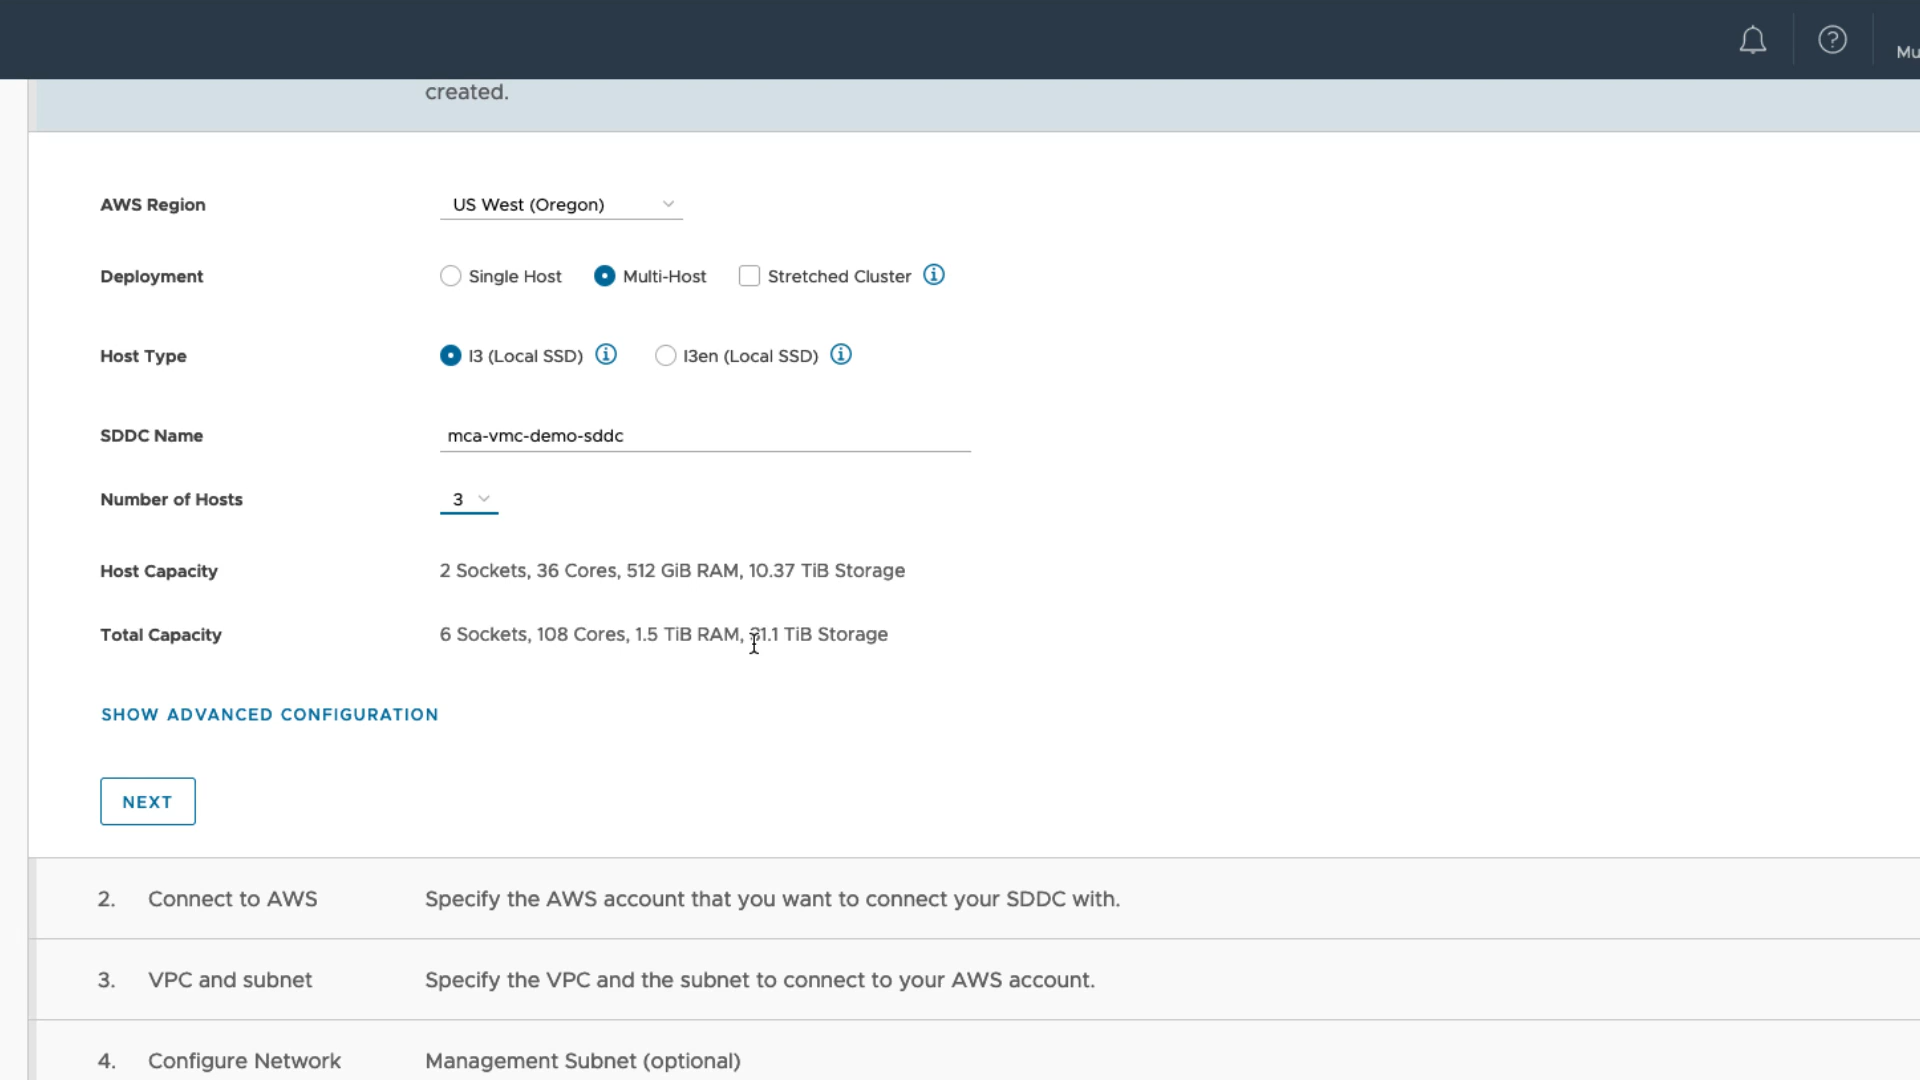 Mu
created.
AWS Region
US West (Oregon)
Deployment
Single Host
Multi-Host
Stretched Cluster
Host Type
I3 (Local SSD)
I3en (Local SSD)
SDDC Name
mca-vmc-demo-sddc
Number of Hosts
3
Host Capacity
2 Sockets, 36 Cores, 512 GiB RAM, 10.37 TiB Storage
Total Capacity
6 Sockets, 108 Cores, 1.5 TiB RAM, 31.1 TiB Storage
SHOW ADVANCED CONFIGURATION
NEXT
2. Connect to AWS
Specify the AWS account that you want to connect your SDDC with.
3. VPC and subnet
Specify the VPC and the subnet to connect to your AWS account.
4. Configure Network
Management Subnet (optional)